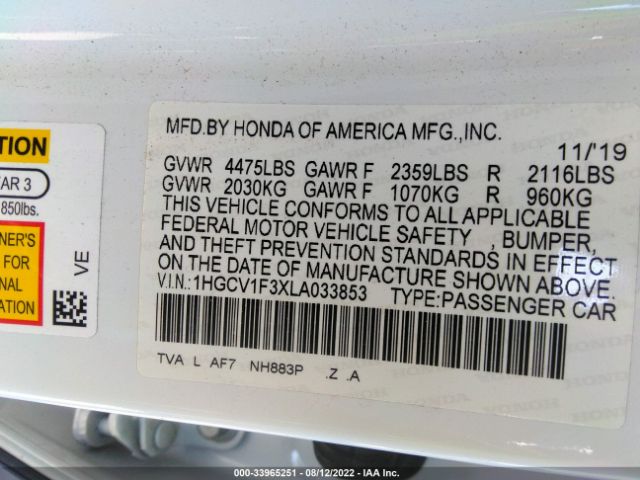 TION
AR 3
850lbs.
NER'S
FOR
ONAL
ATION.
VE
MFD.BY HONDA OF AMERICA MFG.,INC.
11/'19
GVWR 4475LBS GAWR F 2359LBS R 2116LBS
GVWR 2030KG GAWR F 1070KG R 960KG
THIS VEHICLE CONFORMS TO ALL APPLICABLE
FEDERAL MOTOR VEHICLE SAFETY , BUMPER,
AND THEFT PREVENTION STANDARDS IN EFFECT
ON THE DATE OF MANUFACTURE SHOWN ABOVE.
V.I.N.:1HGCV1F3XLA033853 TYPE:PASSENGER CAR
TVA L AF7 NH883P .Z .A
000-33965251 - 08/12/2022 - IAA Inc.